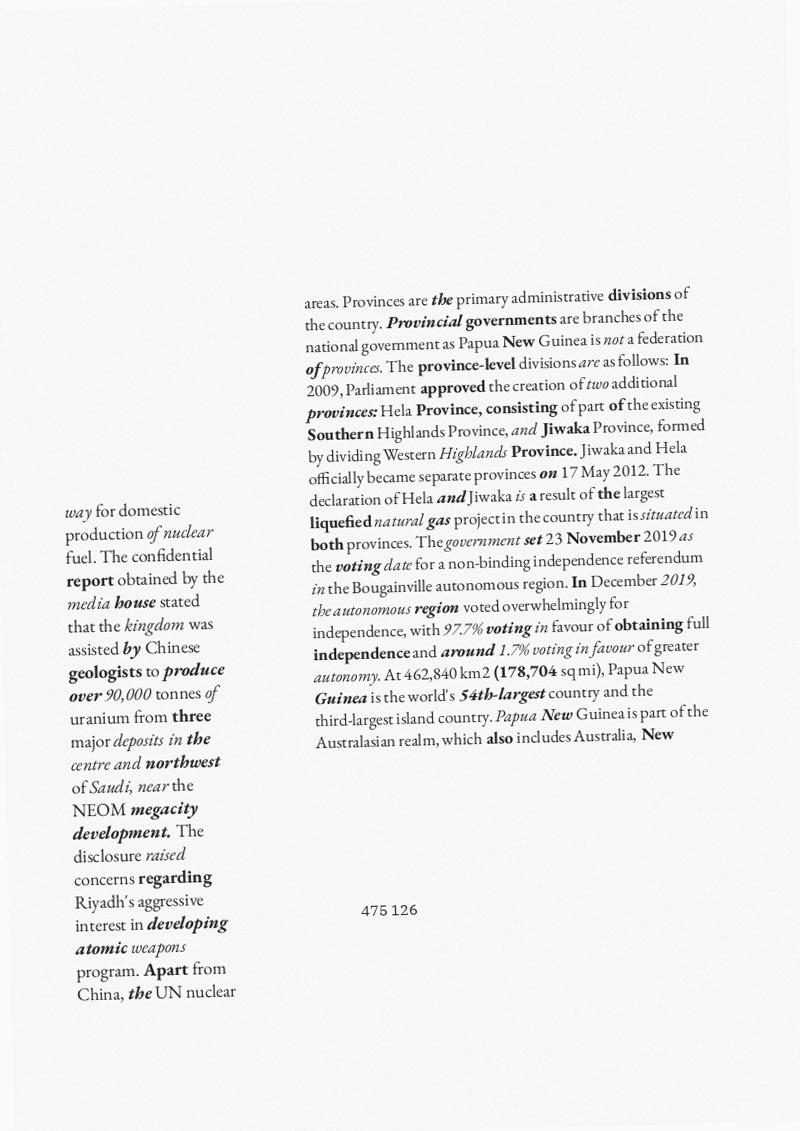 way for domestic
production of nuclear
fuel. The confidential
report obtained by the
media house stated
that the kingdom was
assisted by Chinese
geologists to produce
over 90,000 tonnes of
uranium from three
major deposits in the
centre and northwest
of Saudi, near the
NEOM megacity
development. The
disclosure raised
concerns regarding
Riyadh's aggressive
interest in developing
atomic weapons
program. Apart from
China, the UN nuclear
areas. Provinces are the primary administrative divisions of
the country. Provincial governments are branches of the
national government as Papua New Guinea is not a federation
of provinces. The province-level divisions are as follows: In
2009, Parliament approved the creation of two additional
provinces: Hela Province, consisting of part of the existing
Southern Highlands Province, and Jiwaka Province, formed
by dividing Western Highlands Province. Jiwaka and Hela
officially became separate provinces on 17 May 2012. The
declaration of Hela and Jiwaka is a result of the largest
liquefied natural gas project in the country that is situated in
both provinces. The government set 23 November 2019 as
the voting date for a non-binding independence referendum
in the Bougainville autonomous region. In December 2019,
the autonomous region voted overwhelmingly for
independence, with 97.7% voting in favour of obtaining full
independence and around 1.7% voting in favour of greater
autonomy. At 462,840 km2 (178,704 sq mi), Papua New
Guinea is the world's 54th-largest country and the
third-largest island country. Papua New Guinea is part of the
Australasian realm, which also includes Australia, New
475 126